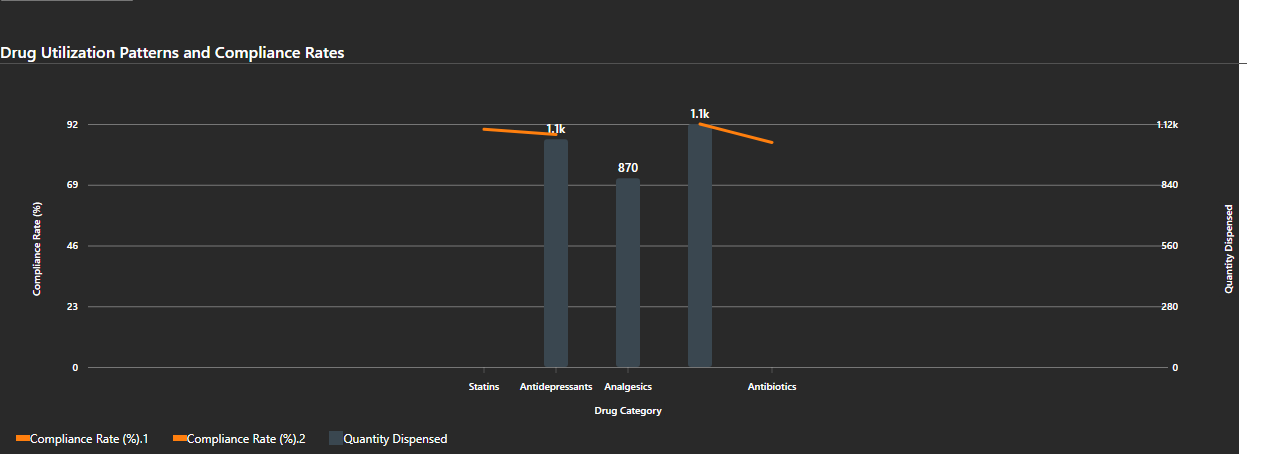 Drug Utilization Patterns and Compliance Rates
1.1k
1.1k
870
92
69
46
23
0
Compliance Rate (%)
1.12k
840
560
280
0
Quantity Dispensed
Statins Antidepressants Analgesics Antibiotics
Drug Category
Compliance Rate (%).1 Compliance Rate (%).2 Quantity Dispensed